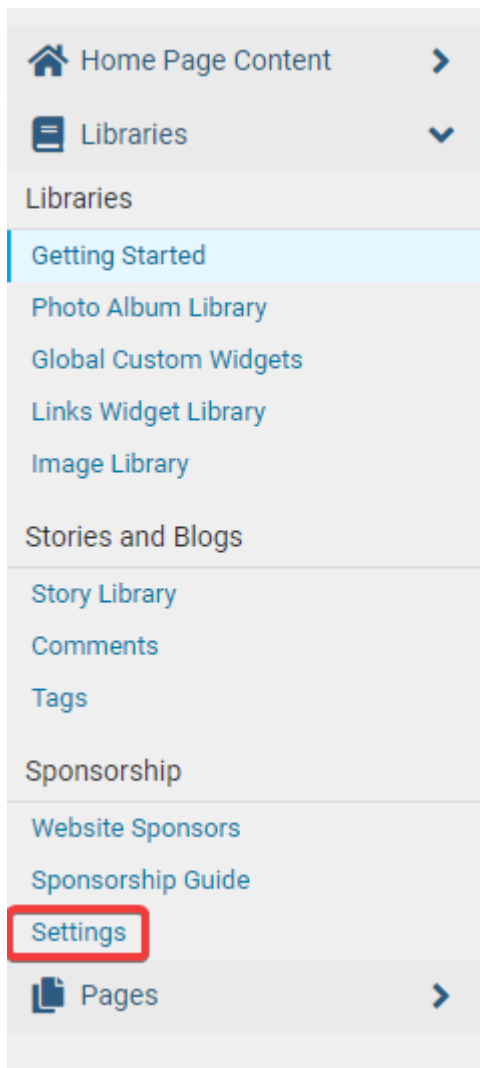 Home Page Content
Libraries
Libraries
Getting Started
Photo Album Library
Global Custom Widgets
Links Widget Library
Image Library
Stories and Blogs
Story Library
Comments
Tags
Sponsorship
Website Sponsors
Sponsorship Guide
Settings
Pages